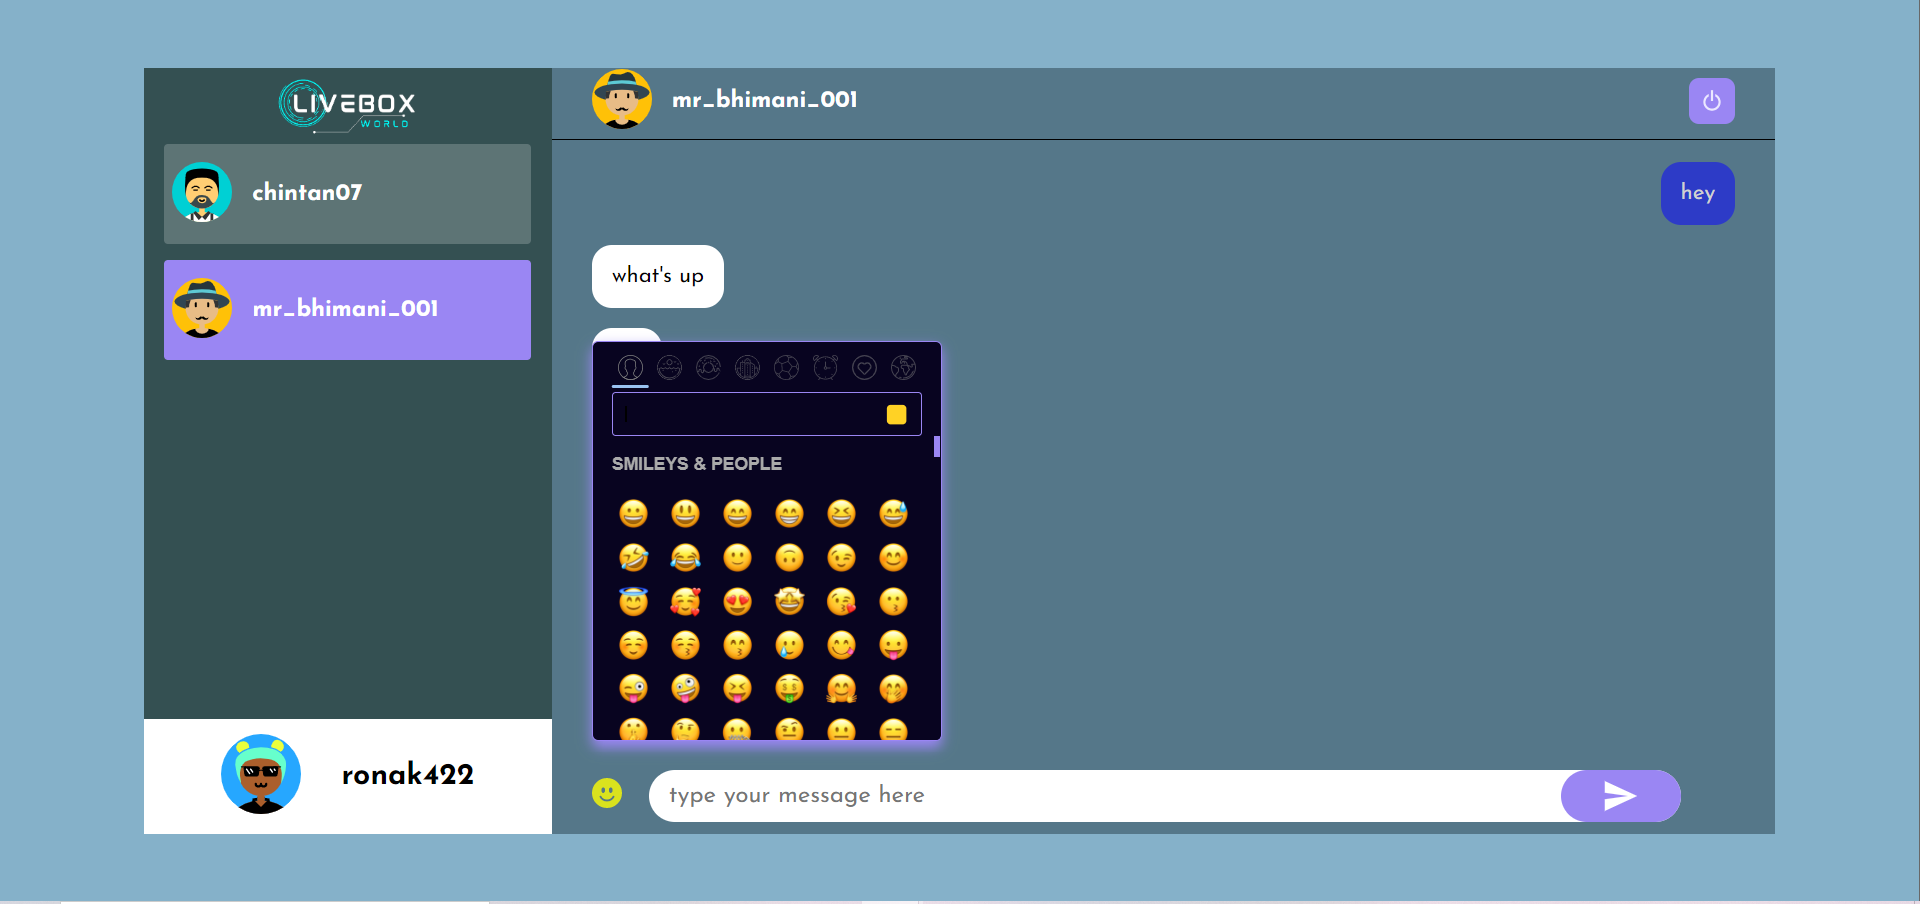 LIVEBOX
WORLD
chintan07
mr_bhimani_001
ronak422
mr_bhimani_001
hey
what's up
SMILEYS & PEOPLE
type your message here